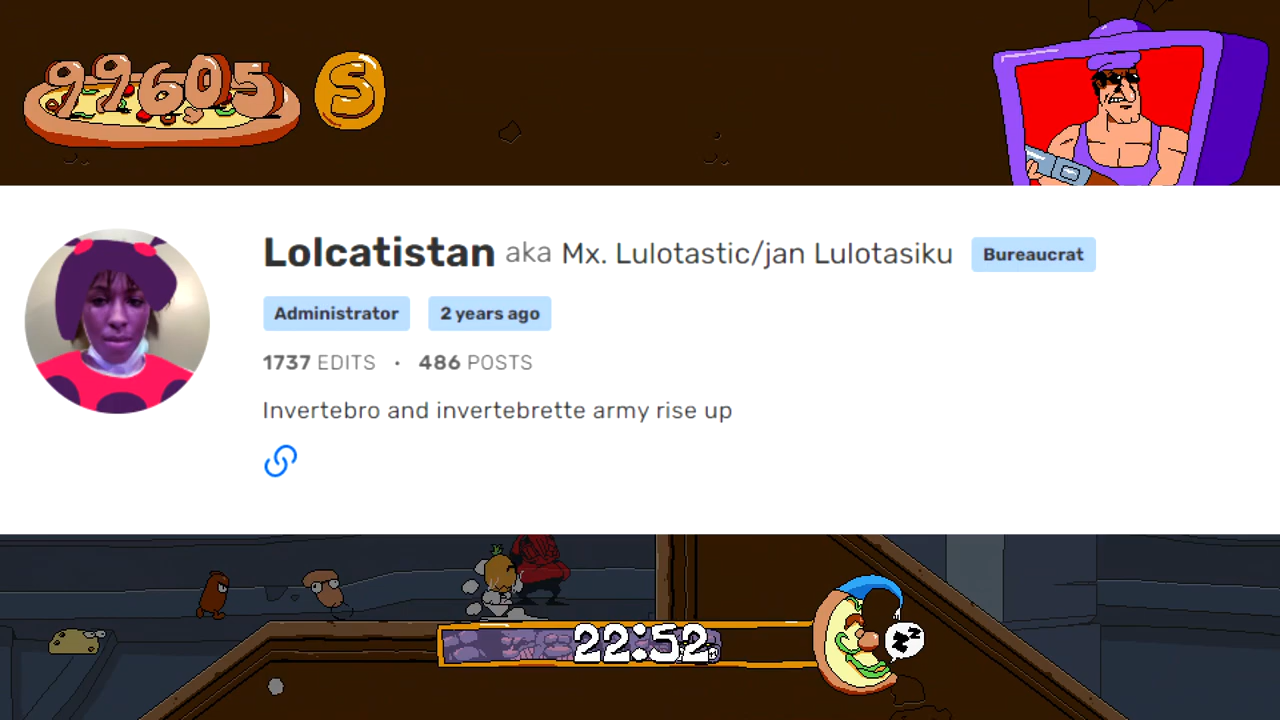 99605 S
Lolcatistan aka Mx. Lulotastic/jan Lulotasiku Bureaucrat
Administrator 2 years ago
1737 EDITS • 486 POSTS
Invertebro and invertebrette army rise up
22:52
ZZ